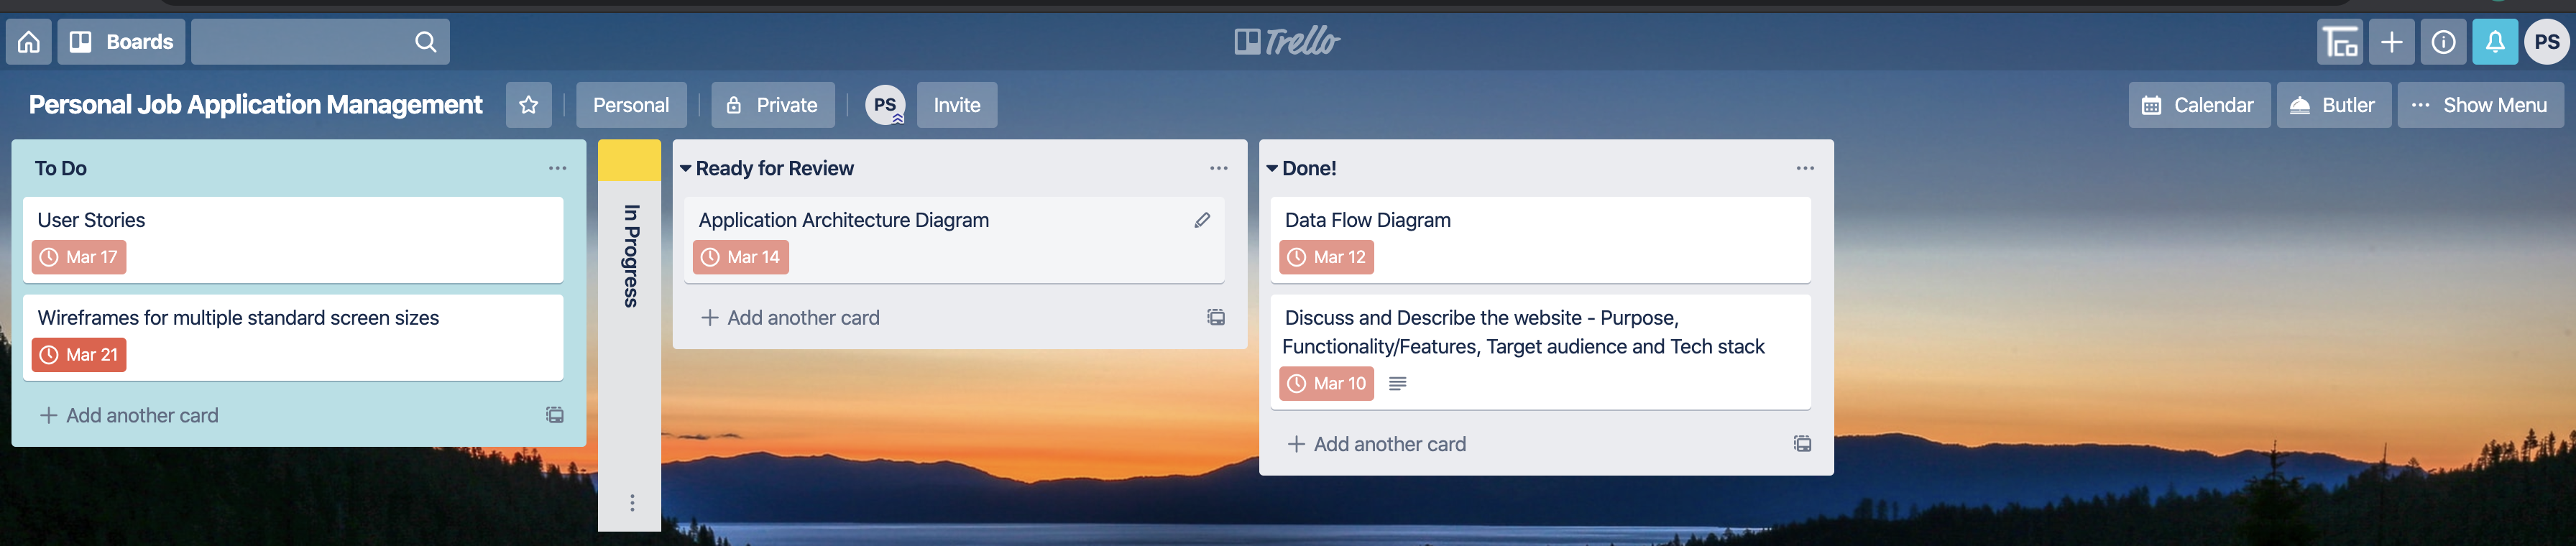 Boards
Trello
Tco
PS
Personal Job Application Management
Personal
Private
PS
Invite
Calendar
Butler
Show Menu
To Do
User Stories
Mar 17
Wireframes for multiple standard screen sizes
Mar 21
Add another card
In Progress
Ready for Review
Application Architecture Diagram
Mar 14
Add another card
Done!
Data Flow Diagram
Mar 12
Discuss and Describe the website - Purpose,
Functionality/Features, Target audience and Tech stack
Mar 10
Add another card